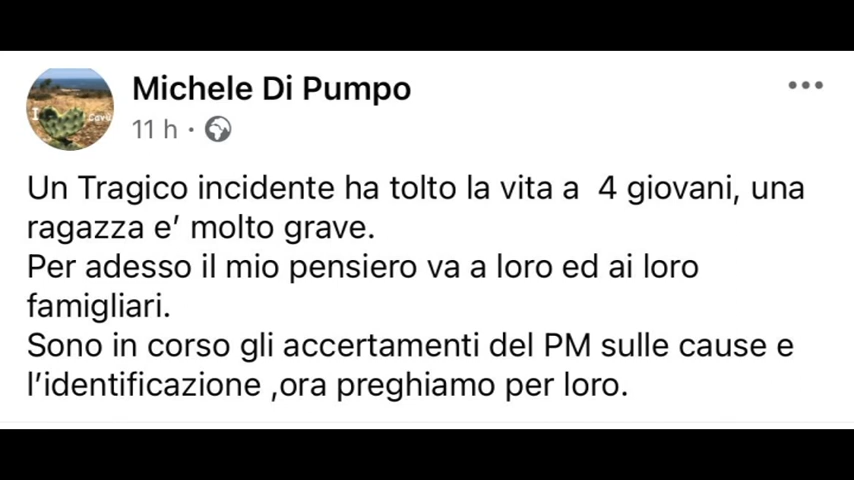 I
Cavu
Michele Di Pumpo
11 h ·
Un Tragico incidente ha tolto la vita a  4 giovani, una
ragazza e’ molto grave.
Per adesso il mio pensiero va a loro ed ai loro
famigliari.
Sono in corso gli accertamenti del PM sulle cause e
l’identificazione ,ora preghiamo per loro.